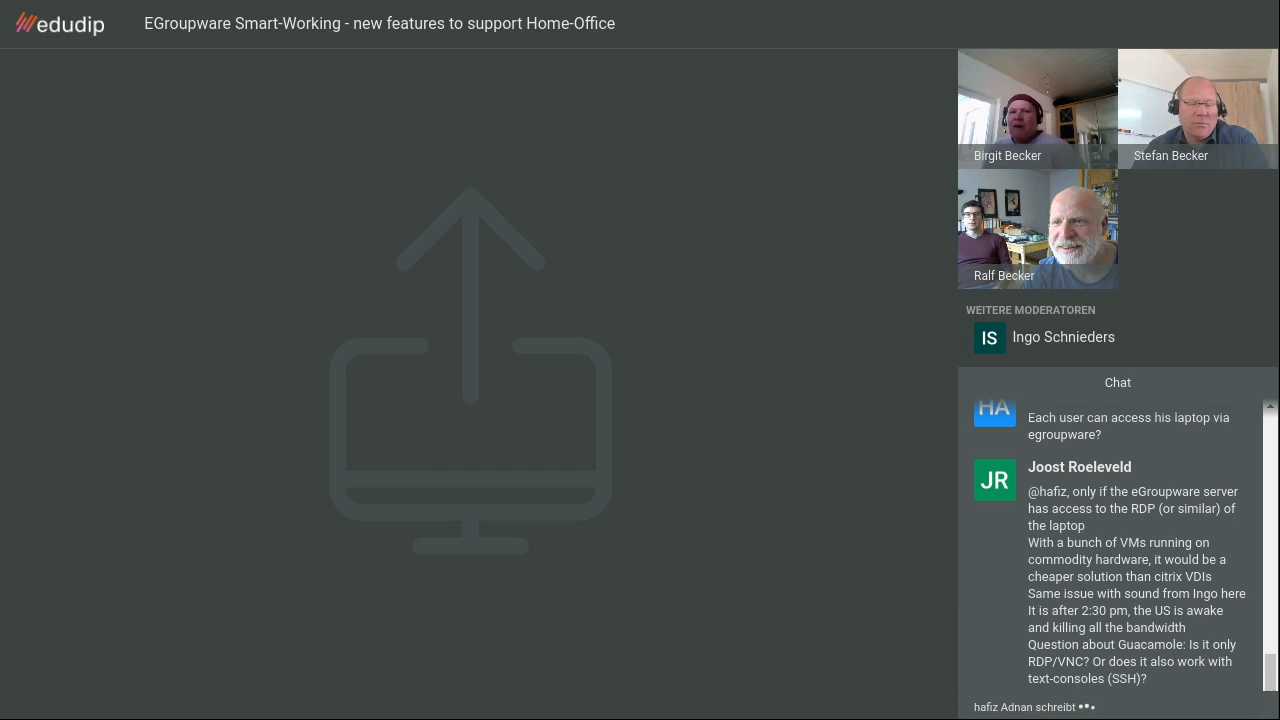 edudip
EGroupware Smart-Working - new features to support Home-Office
Birgit Becker
Stefan Becker
Ralf Becker
WEITERE MODERATOREN
IS
Ingo Schnieders
Chat
HA
Each user can access his laptop via
egroupware?
JR
Joost Roeleveld
@hafiz, only if the eGroupware server
has access to the RDP (or similar) of
the laptop
With a bunch of VMs running on
commodity hardware, it would be a
cheaper solution than citrix VDIs
Same issue with sound from Ingo here
It is after 2:30 pm, the US is awake
and killing all the bandwidth
Question about Guacamole: Is it only
RDP/VNC? Or does it also work with
text-consoles (SSH)?
hafiz Adnan schreibt